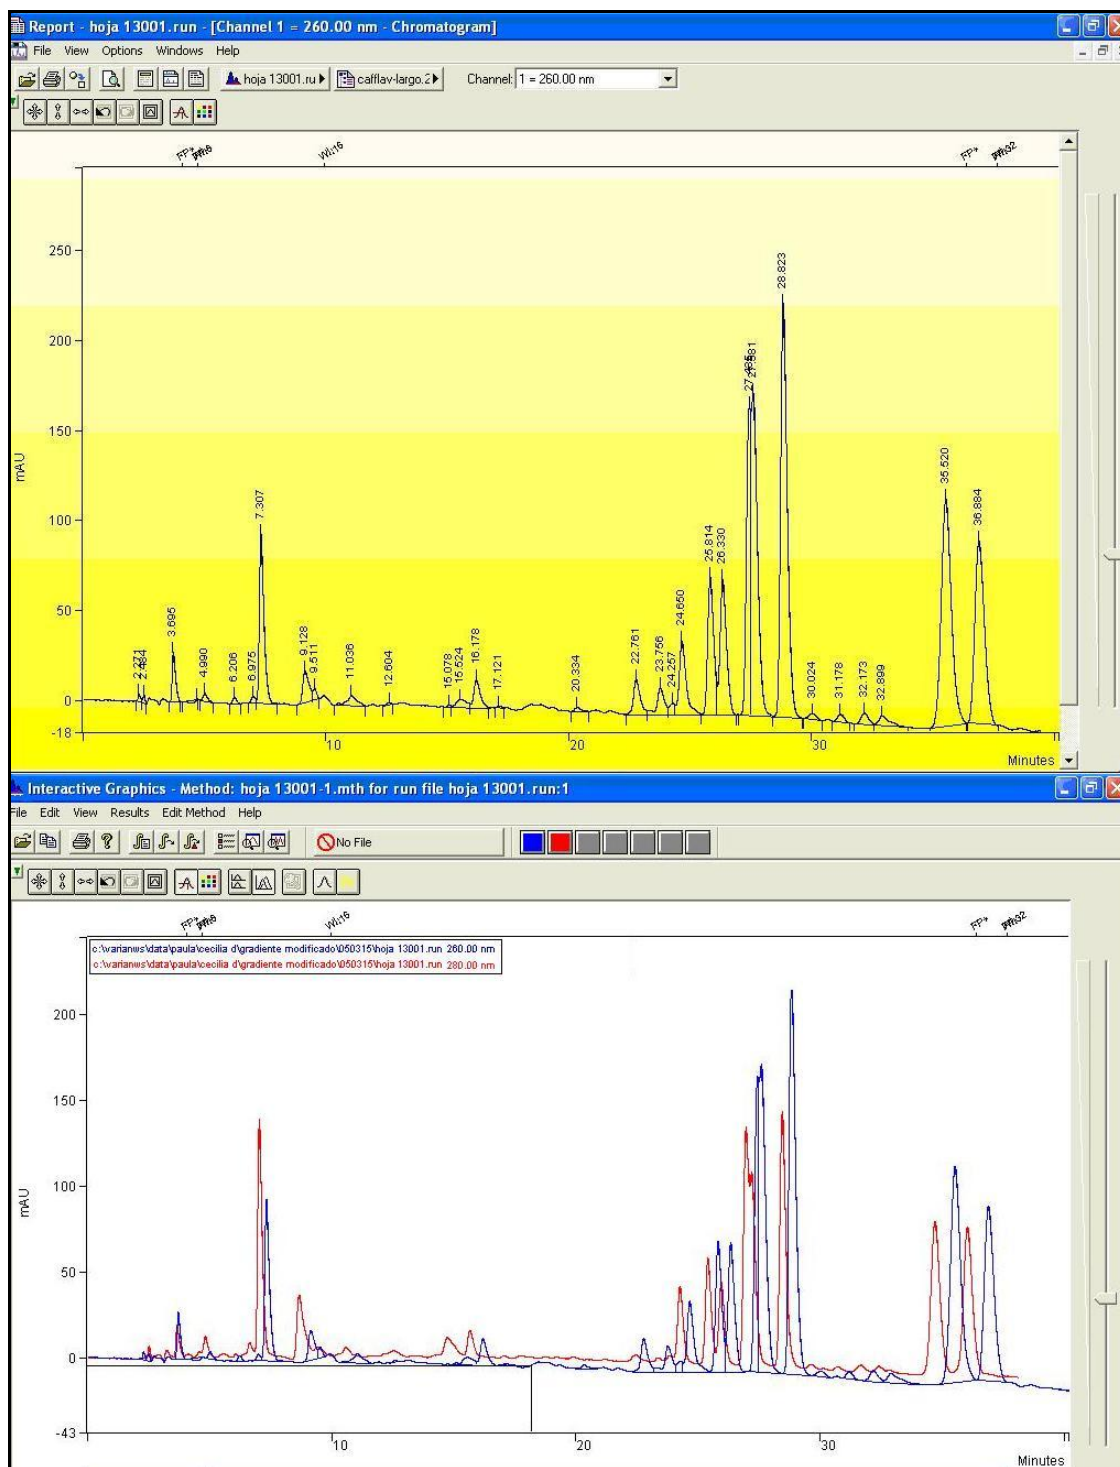 Report - hoja 13001.run - [Channel 1 = 260.00 nm - Chromatogram]
File View Options Windows Help
hoja 13001.ru cafflav-largo.2 Channel: 1 = 260.00 nm
FP* WI:16 FP*
250
200
150
100
50
0
-18
mAU
2.484
3.695
4.990
6.206
6.975
7.307
9.128
9.511
11.036
12.604
15.078
15.524
16.178
17.121
20.334
22.761
23.756
24.257
24.650
25.814
26.330
28.823
30.024
31.178
32.173
32.899
35.520
36.884
10 20 30
Minutes
Interactive Graphics - Method: hoja 13001-1.mth for run file hoja 13001.run:1
File Edit View Results Edit Method Help
No File
FP* WI:16 FP*
c:\varianws\data\paula\cecilia d\gradiente modificado\050315\hoja 13001.run 260.00 nm
c:\varianws\data\paula\cecilia d\gradiente modificado\050315\hoja 13001.run 280.00 nm
200
150
100
50
0
-43
mAU
10 20 30
Minutes